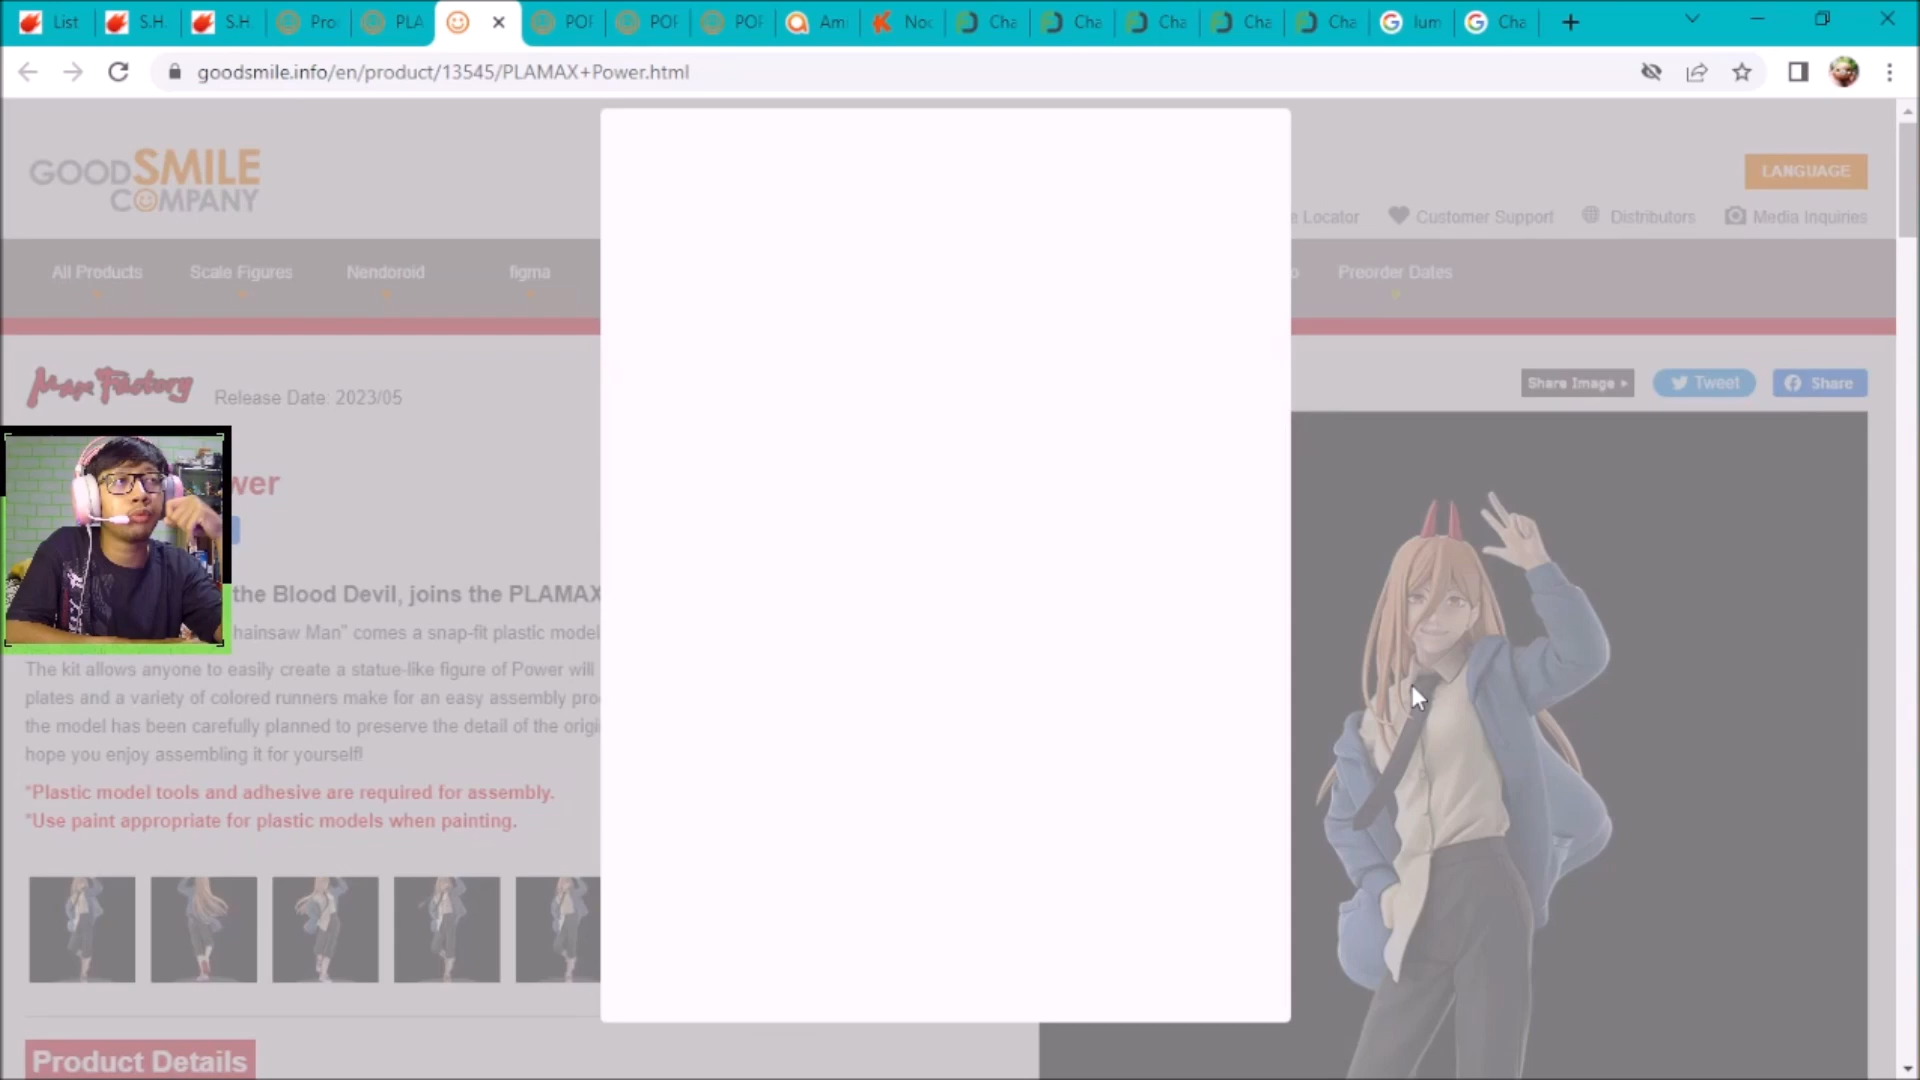 List
S.H.
S.H
Pro
PLA
POF
POF
POF
Ami
Noc
Cha
Cha
Cha
Cha
Cha
lum
Cha
goodsmile.info/en/product/13545/PLAMAX+Power.html
GOODSMILE
COMPANY
LANGUAGE
e Locator
Customer Support
Distributors
Media Inquiries
All Products
Scale Figures
Nendoroid
figma
o
Preorder Dates
Max Factory
Release Date: 2023/05
Share Image
Tweet
Share
wer
the Blood Devil, joins the PLAMAX
hainsaw Man" comes a snap-fit plastic model
The kit allows anyone to easily create a statue-like figure of Power will
plates and a variety of colored runners make for an easy assembly pro
the model has been carefully planned to preserve the detail of the origi
hope you enjoy assembling it for yourself!
*Plastic model tools and adhesive are required for assembly.
*Use paint appropriate for plastic models when painting.
Product Details